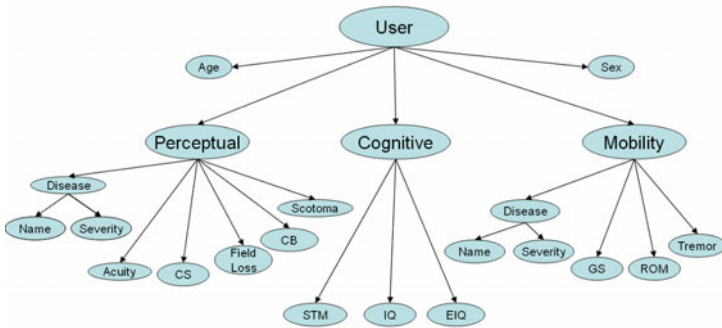 User
Age
Sex
Perceptual
Cognitive
Mobility
Disease
Scotoma
Disease
Name
Severity
CB
Field
Loss
Acuity
CS
Name
Severity
GS
ROM
Tremor
STM
IQ
EIQ